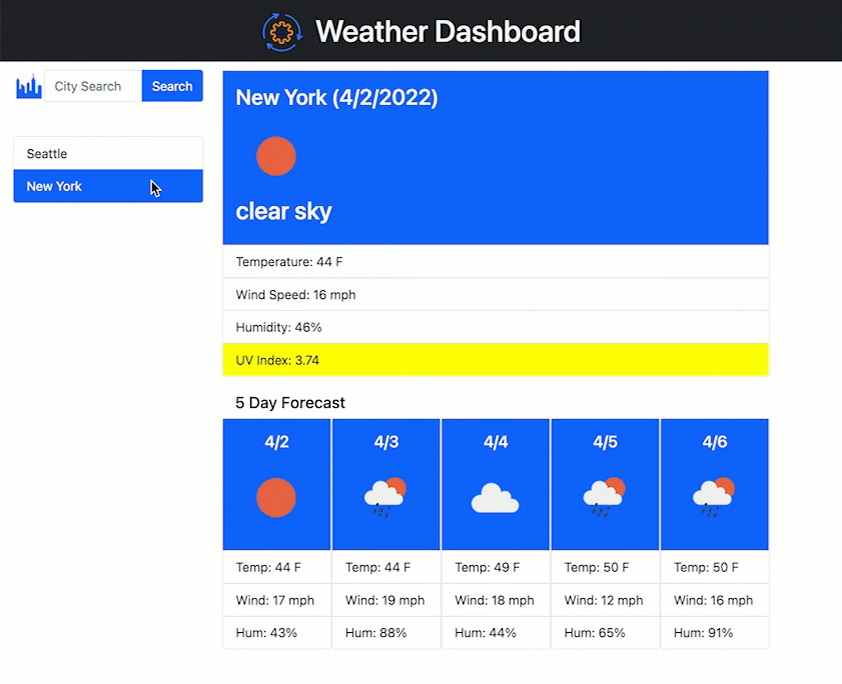 Weather Dashboard
City Search
Search
Seattle
New York
New York (4/2/2022)
clear sky
Temperature: 44 F
Wind Speed: 16 mph
Humidity: 46%
UV Index: 3.74
5 Day Forecast
4/2 4/3 4/4 4/5 4/6
Temp: 44 F Temp: 44 F Temp: 49 F Temp: 50 F Temp: 50 F
Wind: 17 mph Wind: 19 mph Wind: 18 mph Wind: 12 mph Wind: 16 mph
Hum: 43% Hum: 88% Hum: 44% Hum: 65% Hum: 91%